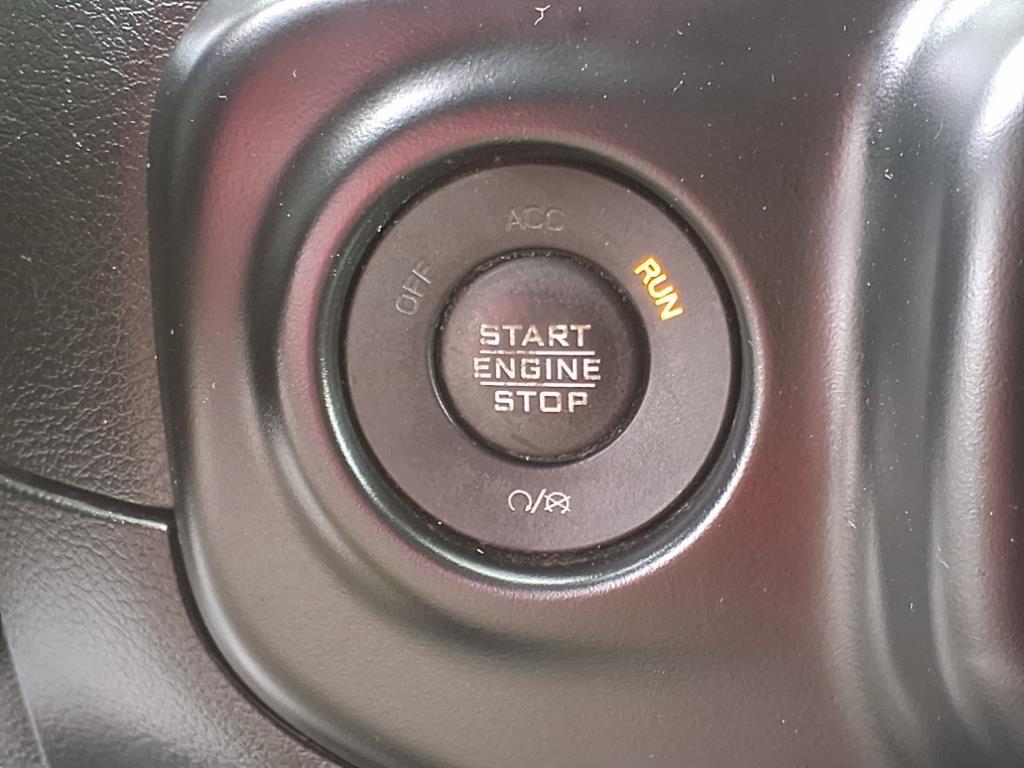 ACC
OFF
RUN
START
ENGINE
STOP